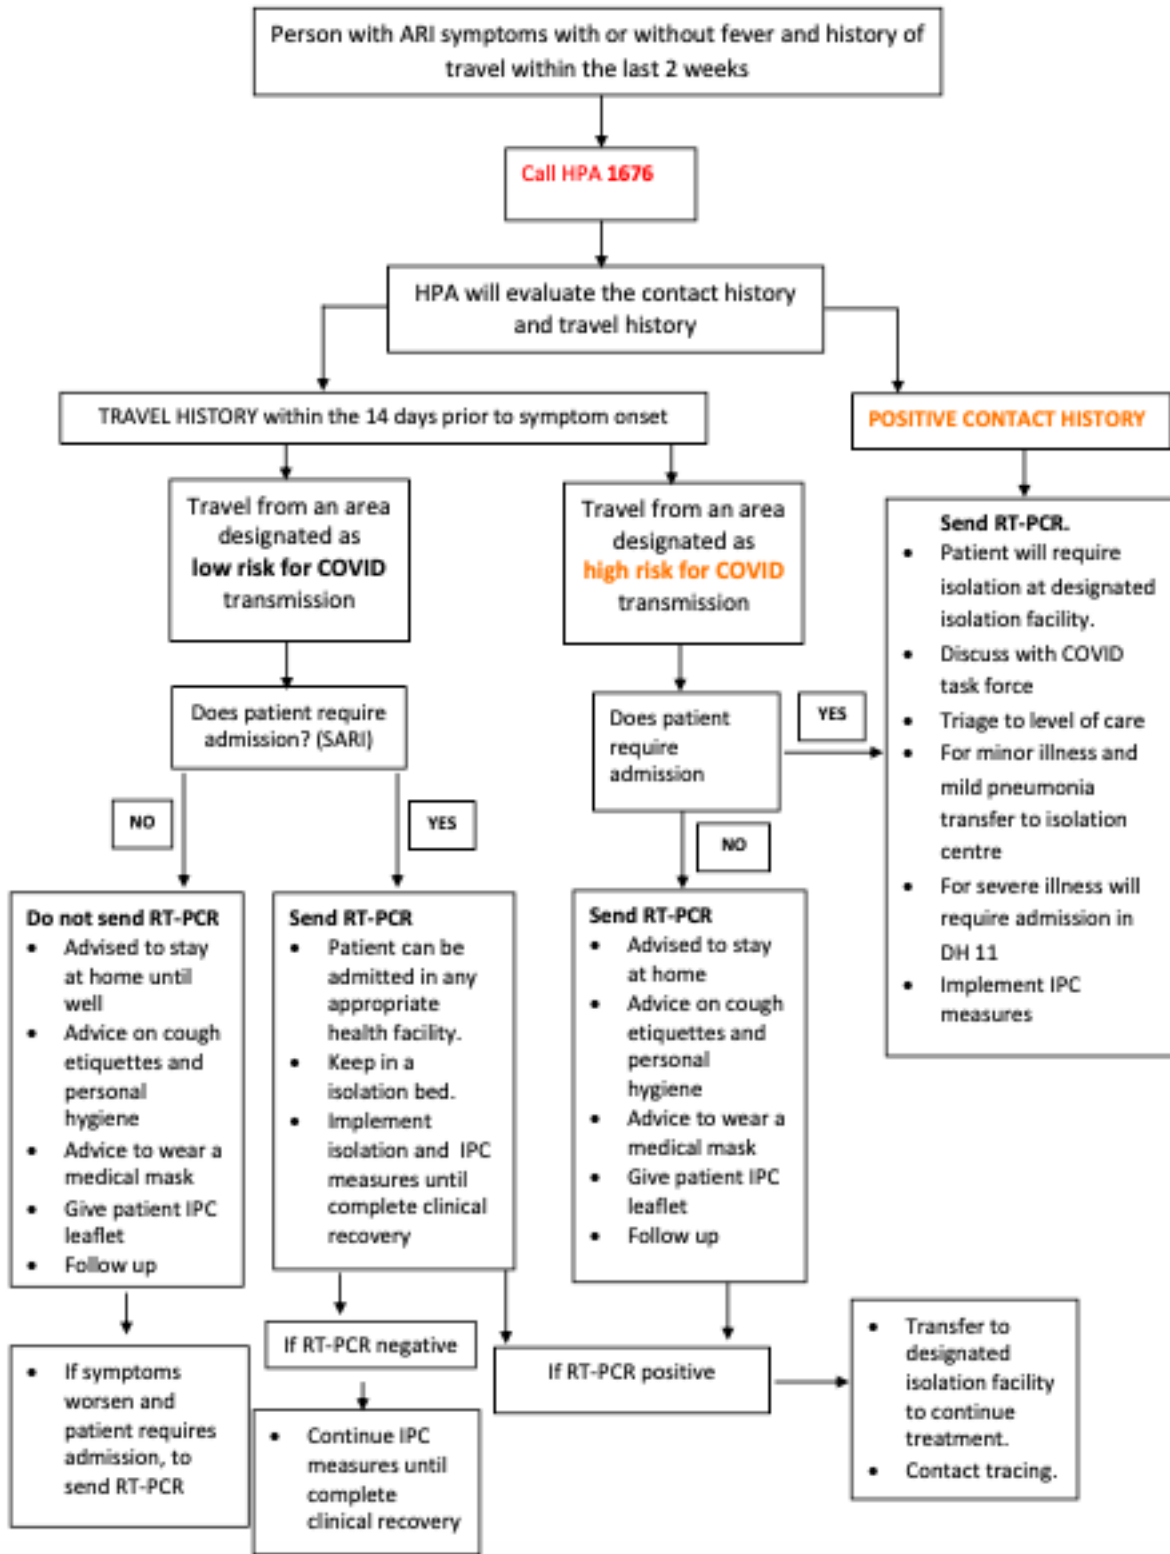 Person with ARI symptoms with or without fever and history of
travel within the last 2 weeks
Call HPA 1676
HPA will evaluate the contact history
and travel history
TRAVEL HISTORY within the 14 days prior to symptom onset
POSITIVE CONTACT HISTORY
Travel from an area
designated as
low risk for COVID
transmission
Travel from an area
designated as
high risk for COVID
transmission
Send RT-PCR.
• Patient will require
isolation at designated
isolation facility.
• Discuss with COVID
task force
• Triage to level of care
• For minor illness and
mild pneumonia
transfer to isolation
centre
• For severe illness will
require admission in
DH 11
• Implement IPC
measures
Does patient require
admission? (SARI)
Does patient
require
admission
YES
NO
YES
NO
Do not send RT-PCR
• Advised to stay
at home until
well
• Advice on cough
etiquettes and
personal
hygiene
• Advice to wear a
medical mask
• Give patient IPC
leaflet
• Follow up
Send RT-PCR
• Patient can be
admitted in any
appropriate
health facility.
• Keep in a
isolation bed.
• Implement
isolation and IPC
measures until
complete clinical
recovery
Send RT-PCR
• Advised to stay
at home
• Advice on cough
etiquettes and
personal
hygiene
• Advice to wear a
medical mask
• Give patient IPC
leaflet
• Follow up
• If symptoms
worsen and
patient requires
admission, to
send RT-PCR
If RT-PCR negative
• Continue IPC
measures until
complete
clinical recovery
If RT-PCR positive
• Transfer to
designated
isolation facility
to continue
treatment.
• Contact tracing.